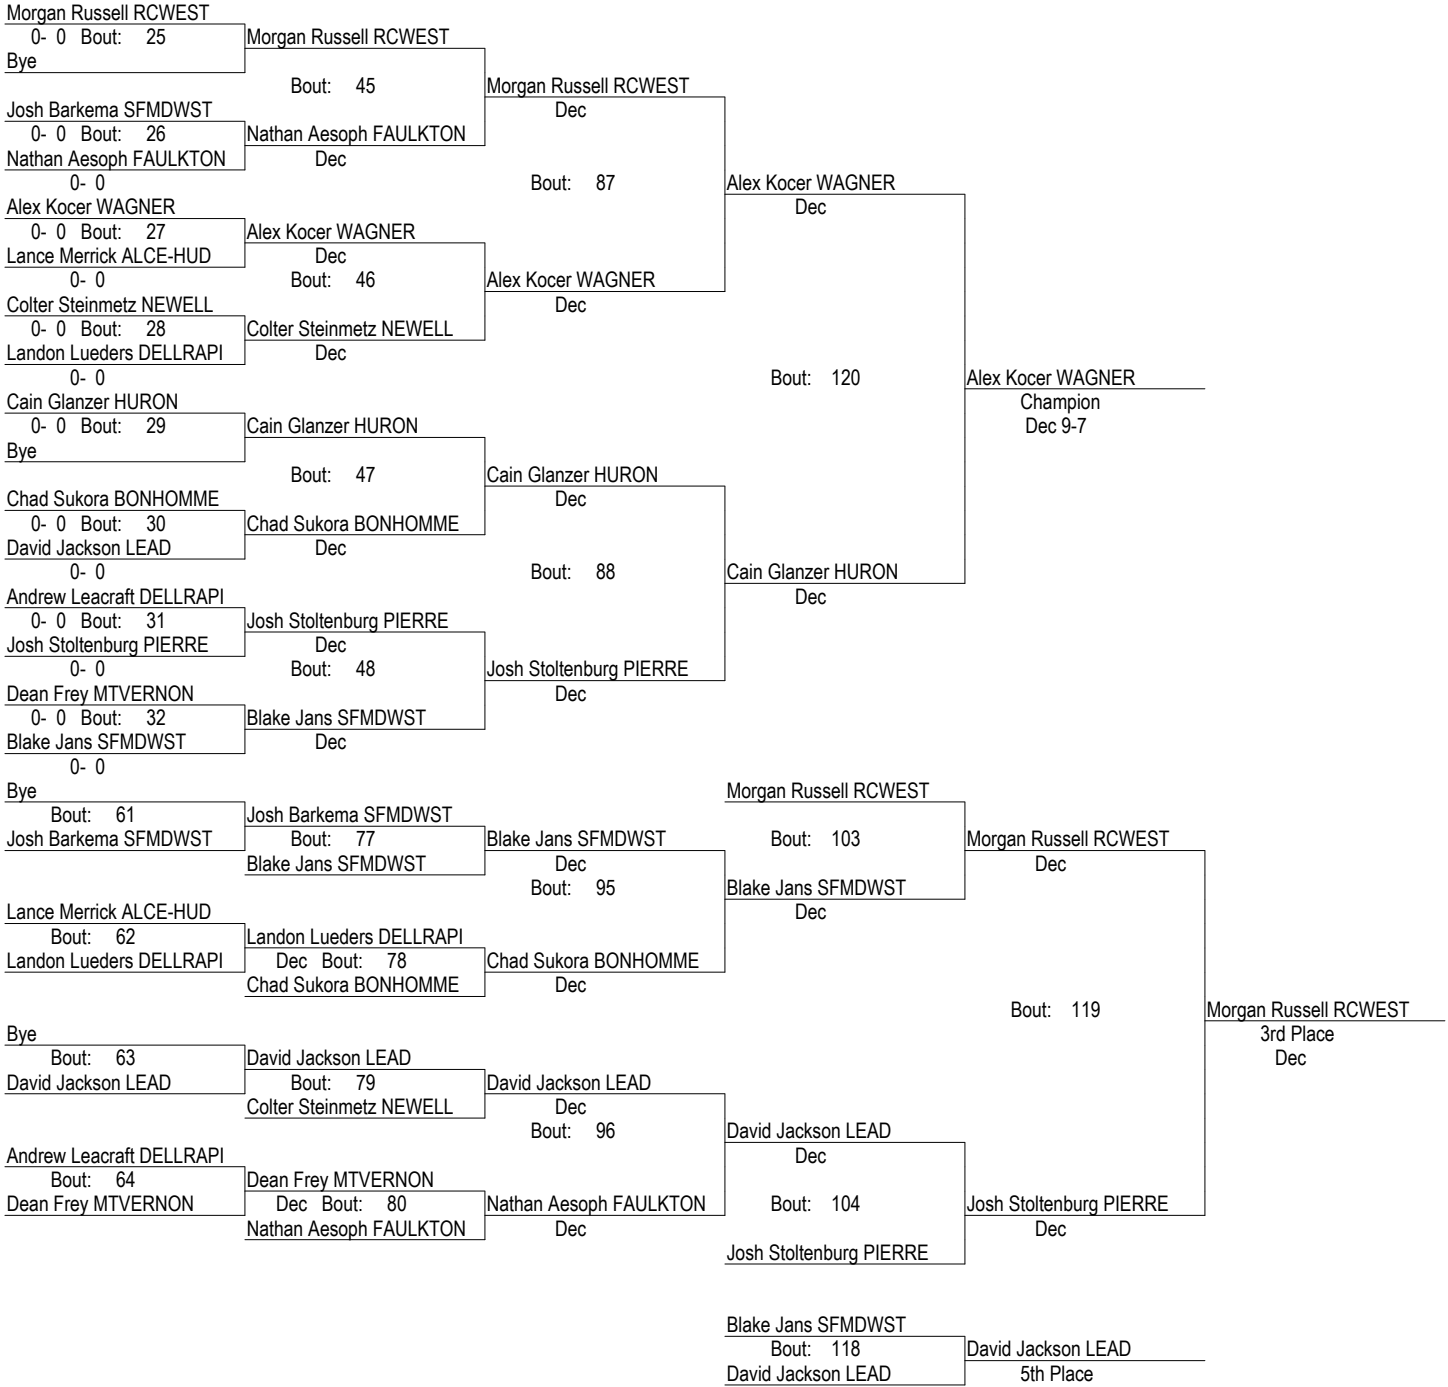 Morgan Russell RCWEST
0- 0 Bout: 25
Morgan Russell RCWEST
Bye
Bout: 45
Morgan Russell RCWEST
Josh Barkema SFMDWST
Dec
0- 0 Bout: 26
Nathan Aesoph FAULKTON
Nathan Aesoph FAULKTON
Dec
0- 0
Bout: 87
Alex Kocer WAGNER
Alex Kocer WAGNER
Dec
0- 0 Bout: 27
Alex Kocer WAGNER
Lance Merrick ALCE-HUD
Dec
0- 0
Bout: 46
Alex Kocer WAGNER
Colter Steinmetz NEWELL
Dec
0- 0 Bout: 28
Colter Steinmetz NEWELL
Landon Lueders DELLRAPI
Dec
0- 0
Bout: 120
Alex Kocer WAGNER
Cain Glanzer HURON
Champion
0- 0 Bout: 29
Cain Glanzer HURON
Dec 9-7
Bye
Bout: 47
Cain Glanzer HURON
Chad Sukora BONHOMME
Dec
0- 0 Bout: 30
Chad Sukora BONHOMME
David Jackson LEAD
Dec
0- 0
Bout: 88
Cain Glanzer HURON
Andrew Leacraft DELLRAPI
Dec
0- 0 Bout: 31
Josh Stoltenburg PIERRE
Josh Stoltenburg PIERRE
Dec
0- 0
Bout: 48
Josh Stoltenburg PIERRE
Dean Frey MTVERNON
Dec
0- 0 Bout: 32
Blake Jans SFMDWST
Blake Jans SFMDWST
Dec
0- 0
Bye
Morgan Russell RCWEST
Bout: 61
Josh Barkema SFMDWST
Josh Barkema SFMDWST
Bout: 77
Blake Jans SFMDWST
Bout: 103
Morgan Russell RCWEST
Blake Jans SFMDWST
Dec
Dec
Bout: 95
Blake Jans SFMDWST
Lance Merrick ALCE-HUD
Dec
Bout: 62
Landon Lueders DELLRAPI
Landon Lueders DELLRAPI
Dec Bout: 78
Chad Sukora BONHOMME
Chad Sukora BONHOMME
Dec
Bout: 119
Morgan Russell RCWEST
Bye
3rd Place
Bout: 63
David Jackson LEAD
Dec
David Jackson LEAD
Bout: 79
David Jackson LEAD
Colter Steinmetz NEWELL
Dec
Bout: 96
David Jackson LEAD
Andrew Leacraft DELLRAPI
Dec
Bout: 64
Dean Frey MTVERNON
Dean Frey MTVERNON
Dec Bout: 80
Nathan Aesoph FAULKTON
Bout: 104
Josh Stoltenburg PIERRE
Nathan Aesoph FAULKTON
Dec
Dec
Josh Stoltenburg PIERRE
Blake Jans SFMDWST
Bout: 118
David Jackson LEAD
David Jackson LEAD
5th Place